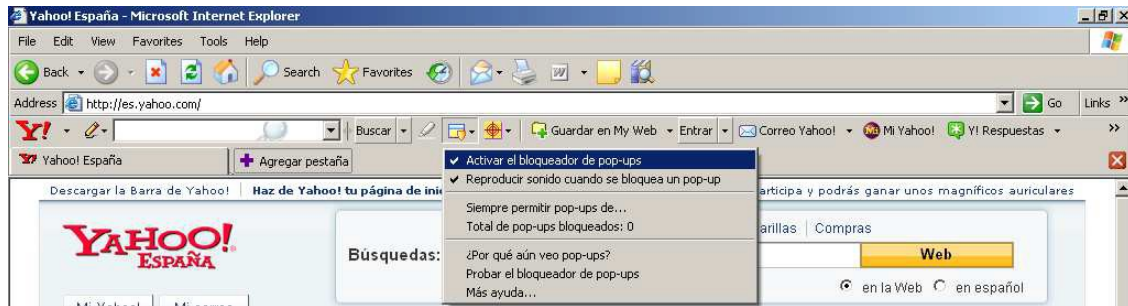 Yahoo! España - Microsoft Internet Explorer
File Edit View Favorites Tools Help
Back Search Favorites
Address http://es.yahoo.com/ Go Links »
Y! Buscar Guardar en My Web Entrar Correo Yahoo! Mi Yahoo! Y! Respuestas »
Y! Yahoo! España Agregar pestaña
✓ Activar el bloqueador de pop-ups
✓ Reproducir sonido cuando se bloquea un pop-up
Siempre permitir pop-ups de...
Total de pop-ups bloqueados: 0
¿Por qué aún veo pop-ups?
Probar el bloqueador de pop-ups
Más ayuda...
Descargar la Barra de Yahoo! | Haz de Yahoo! tu página de articipa y podrás ganar unos magníficos auriculares
YAHOO! ESPAÑA
arillas | Compras
Búsquedas: Web
en la Web en español
Mi Yahoo! Mi correo